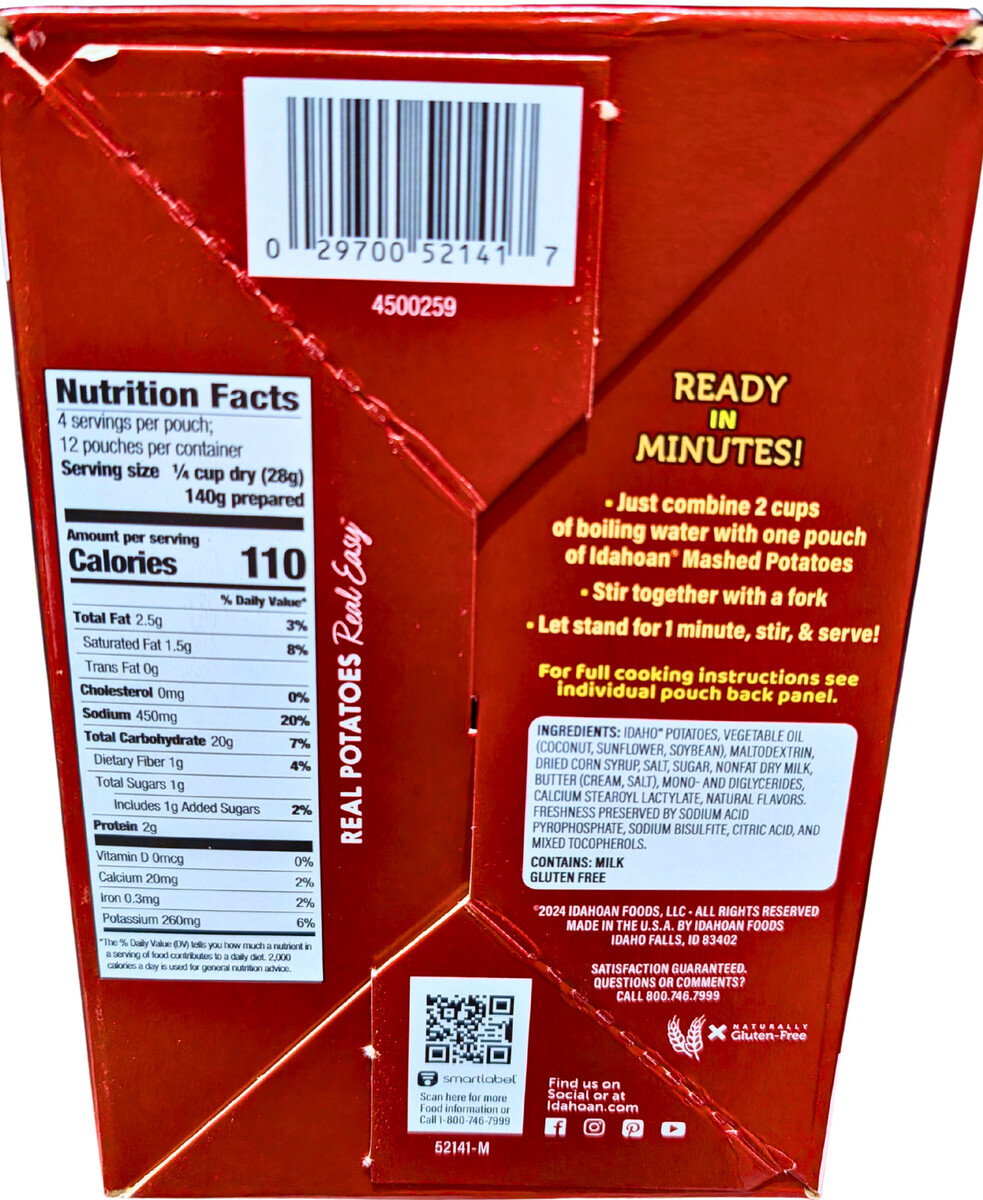 0 29700 52141 7
4500259
Nutrition Facts
4 servings per pouch;
12 pouches per container
Serving size ¼ cup dry (28g)
140g prepared
Amount per serving
Calories 110
% Daily Value*
Total Fat 2.5g 3%
Saturated Fat 1.5g 8%
Trans Fat 0g
Cholesterol 0mg 0%
Sodium 450mg 20%
Total Carbohydrate 20g 7%
Dietary Fiber 1g 4%
Total Sugars 1g
Includes 1g Added Sugars 2%
Protein 2g
Vitamin D 0mcg 0%
Calcium 20mg 2%
Iron 0.3mg 2%
Potassium 260mg 6%
*The % Daily Value (DV) tells you how much a nutrient in
a serving of food contributes to a daily diet. 2,000
calories a day is used for general nutrition advice.
REAL POTATOES Real Easy™
READY
IN
MINUTES!
• Just combine 2 cups
of boiling water with one pouch
of Idahoan® Mashed Potatoes
• Stir together with a fork
• Let stand for 1 minute, stir, & serve!
For full cooking instructions see
individual pouch back panel.
INGREDIENTS: IDAHO® POTATOES, VEGETABLE OIL
(COCONUT, SUNFLOWER, SOYBEAN), MALTODEXTRIN,
DRIED CORN SYRUP, SALT, SUGAR, NONFAT DRY MILK,
BUTTER (CREAM, SALT), MONO- AND DIGLYCERIDES,
CALCIUM STEAROYL LACTYLATE, NATURAL FLAVORS.
FRESHNESS PRESERVED BY SODIUM ACID
PYROPHOSPHATE, SODIUM BISULFITE, CITRIC ACID, AND
MIXED TOCOPHEROLS.
CONTAINS: MILK
GLUTEN FREE
©2024 IDAHOAN FOODS, LLC • ALL RIGHTS RESERVED
MADE IN THE U.S.A. BY IDAHOAN FOODS
IDAHO FALLS, ID 83402
SATISFACTION GUARANTEED.
QUESTIONS OR COMMENTS?
CALL 800.746.7999
NATURALLY
Gluten-Free
smartlabel
Scan here for more
Food information or
Call 1-800-746-7999
52141-M
Find us on
Social or at
Idahoan.com